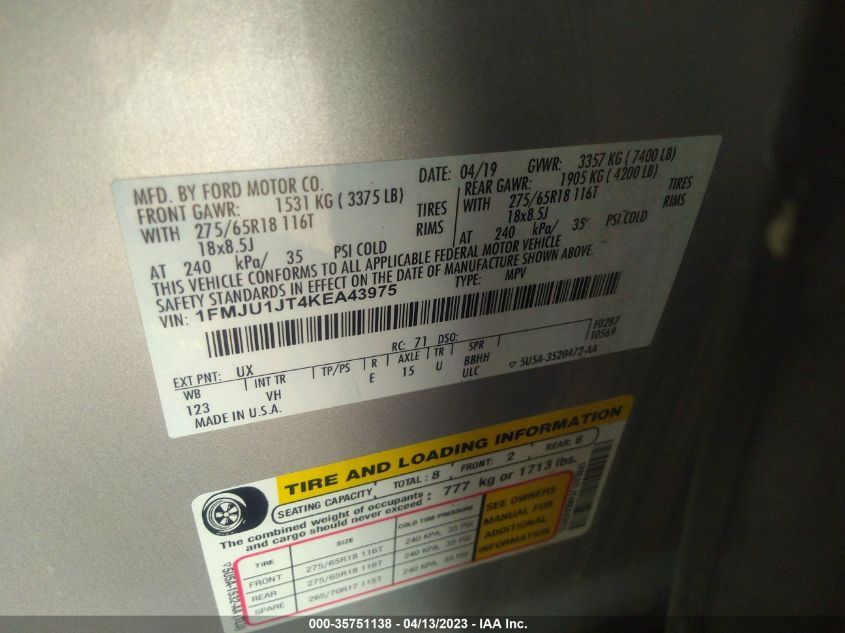 MFD. BY FORD MOTOR CO. DATE: 04/19 GVWR: 3357 KG ( 7400 LB)
FRONT GAWR: 1531 KG ( 3375 LB) REAR GAWR: 1905 KG ( 4200 LB)
WITH 275/65R18 116T TIRES WITH 275/65R18 116T TIRES
18x8.5J RIMS 18x8.5J RIMS
AT 240 kPa/ 35 PSI COLD AT 240 kPa/ 35 PSI COLD
THIS VEHICLE CONFORMS TO ALL APPLICABLE FEDERAL MOTOR VEHICLE
SAFETY STANDARDS IN EFFECT ON THE DATE OF MANUFACTURE SHOWN ABOVE.
VIN: 1FMJU1JT4KEA43975 TYPE: MPV
F0287
10569
EXT PNT: UX RC: 71 DSO:
WB INT TR TP/PS R AXLE TR SPR
123 VH E 15 U BBHH
ULC
MADE IN U.S.A. ▽ 5U5A-3520472-AA
TIRE AND LOADING INFORMATION
SEATING CAPACITY TOTAL : 8 FRONT: 2 REAR: 6
The combined weight of occupants and cargo should never exceed : 777 kg or 1713 lbs.
TIRE SIZE COLD TIRE PRESSURE
FRONT 275/65R18 116T 240 KPA, 35 PSI
REAR 275/65R18 116T 240 KPA, 35 PSI
SPARE 265/70R17 115T 240 KPA, 35 PSI
SEE OWNERS
MANUAL FOR
ADDITIONAL
INFORMATION
000-35751138 - 04/13/2023 - IAA Inc.